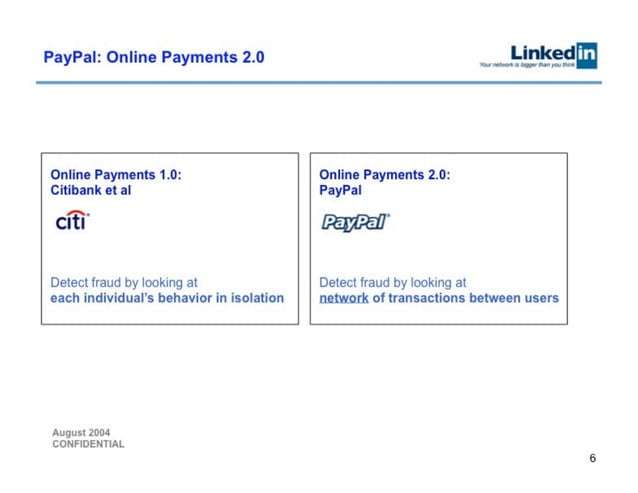 PayPal: Online Payments 2.0
Linkedin
Your network is bigger than you think
Online Payments 1.0:
Citibank et al
citi
Detect fraud by looking at
each individual's behavior in isolation
Online Payments 2.0:
PayPal
PayPal
Detect fraud by looking at
network of transactions between users
August 2004
CONFIDENTIAL
6